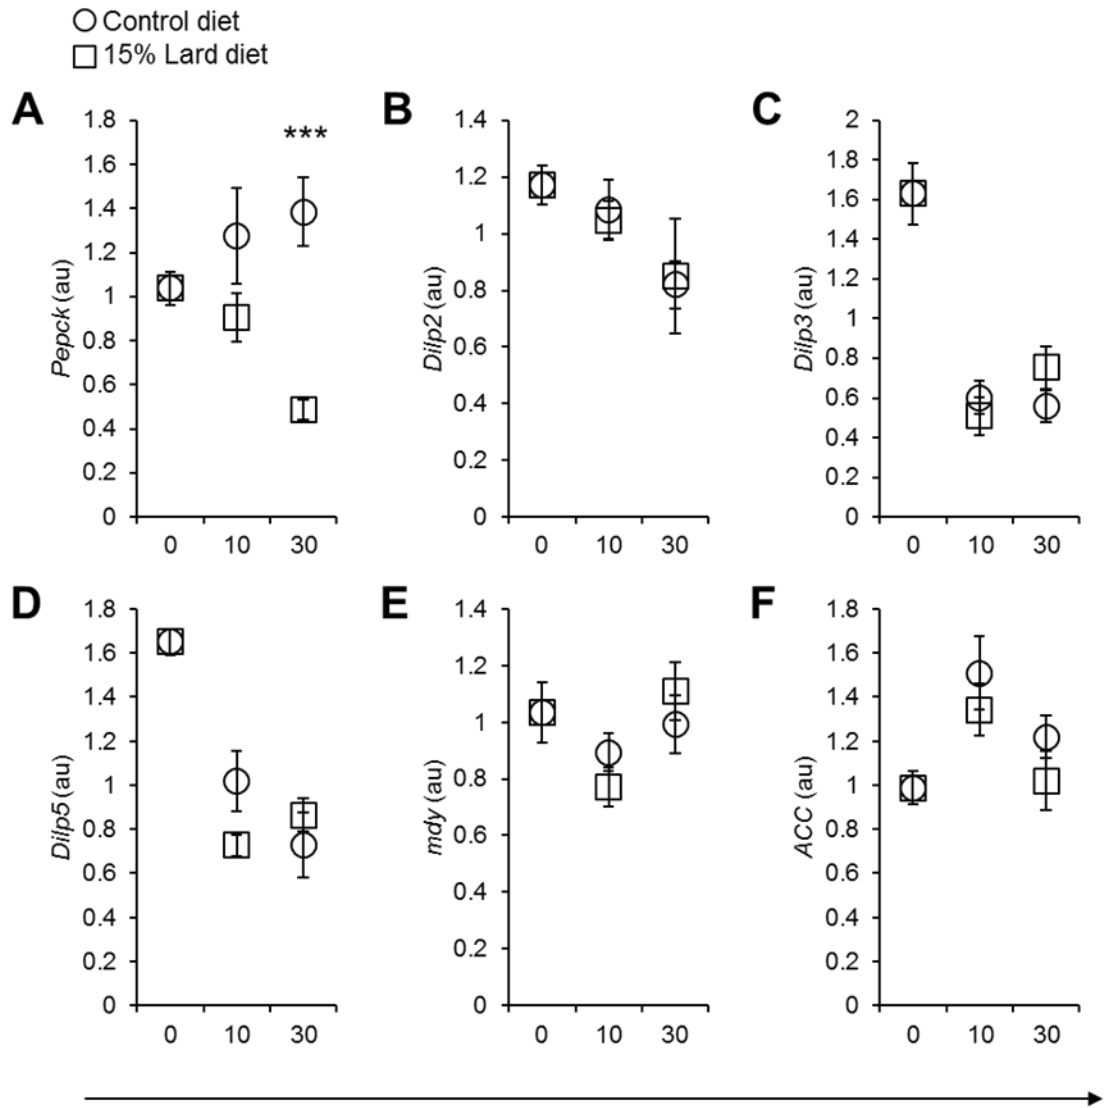 Control diet
15% Lard diet
A
1.8
1.6
1.4
1.2
1
0.8
0.6
0.4
0.2
0
Pepck (au)
***
0 10 30
B
1.4
1.2
1
0.8
0.6
0.4
0.2
0
Dilp2 (au)
0 10 30
C
2
1.8
1.6
1.4
1.2
1
0.8
0.6
0.4
0.2
0
Dilp3 (au)
0 10 30
D
1.8
1.6
1.4
1.2
1
0.8
0.6
0.4
0.2
0
Dilp5 (au)
0 10 30
E
1.4
1.2
1
0.8
0.6
0.4
0.2
0
mdy (au)
0 10 30
F
1.8
1.6
1.4
1.2
1
0.8
0.6
0.4
0.2
0
ACC (au)
0 10 30